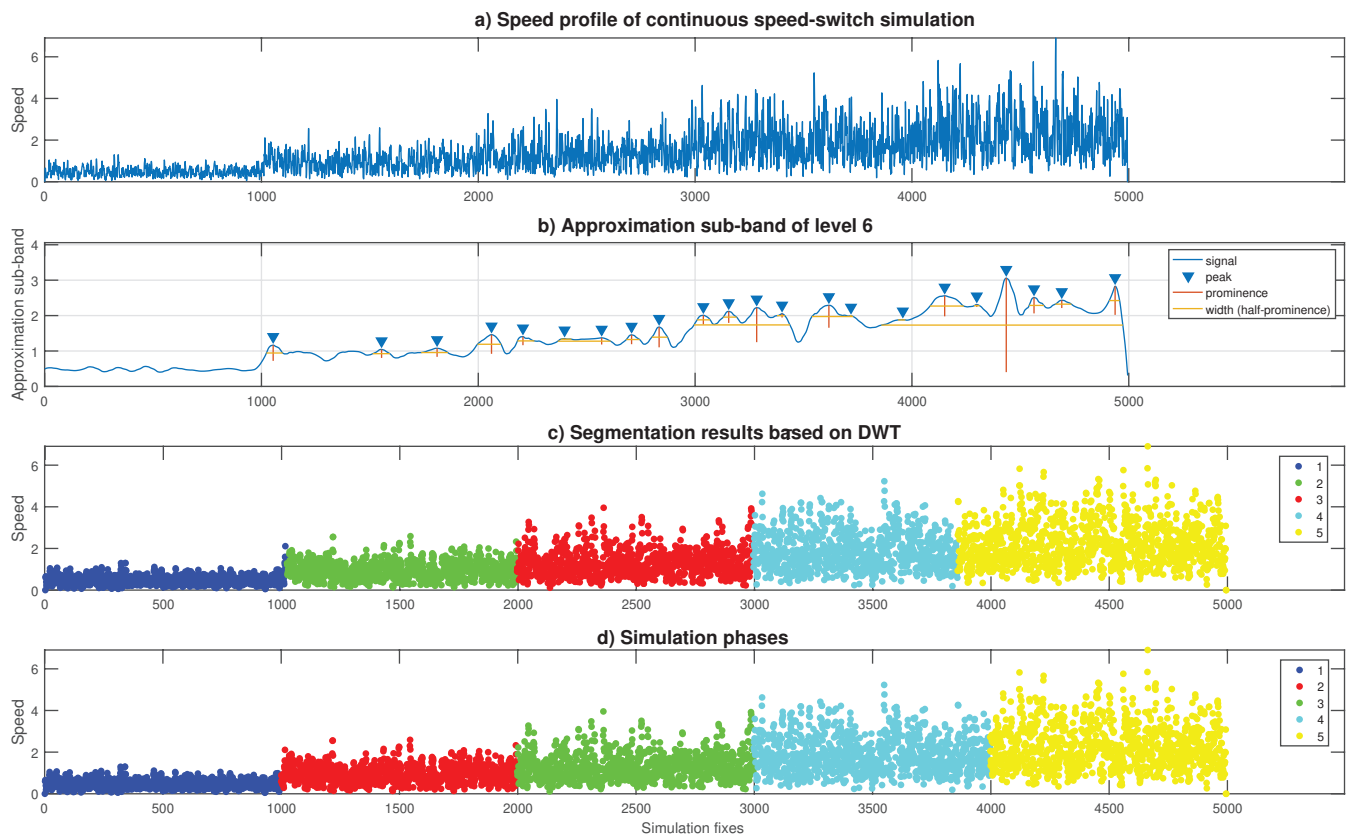 a) Speed profile of continuous speed-switch simulation
Speed
6
4
2
0
0 1000 2000 3000 4000 5000
b) Approximation sub-band of level 6
Approximation sub-band
4
3
2
1
0
signal
peak
prominence
width (half-prominence)
0 1000 2000 3000 4000 5000
c) Segmentation results based on DWT
Speed
6
4
2
0
1
2
3
4
5
0 500 1000 1500 2000 2500 3000 3500 4000 4500 5000
d) Simulation phases
Speed
6
4
2
0
1
2
3
4
5
0 500 1000 1500 2000 2500 3000 3500 4000 4500 5000
Simulation fixes